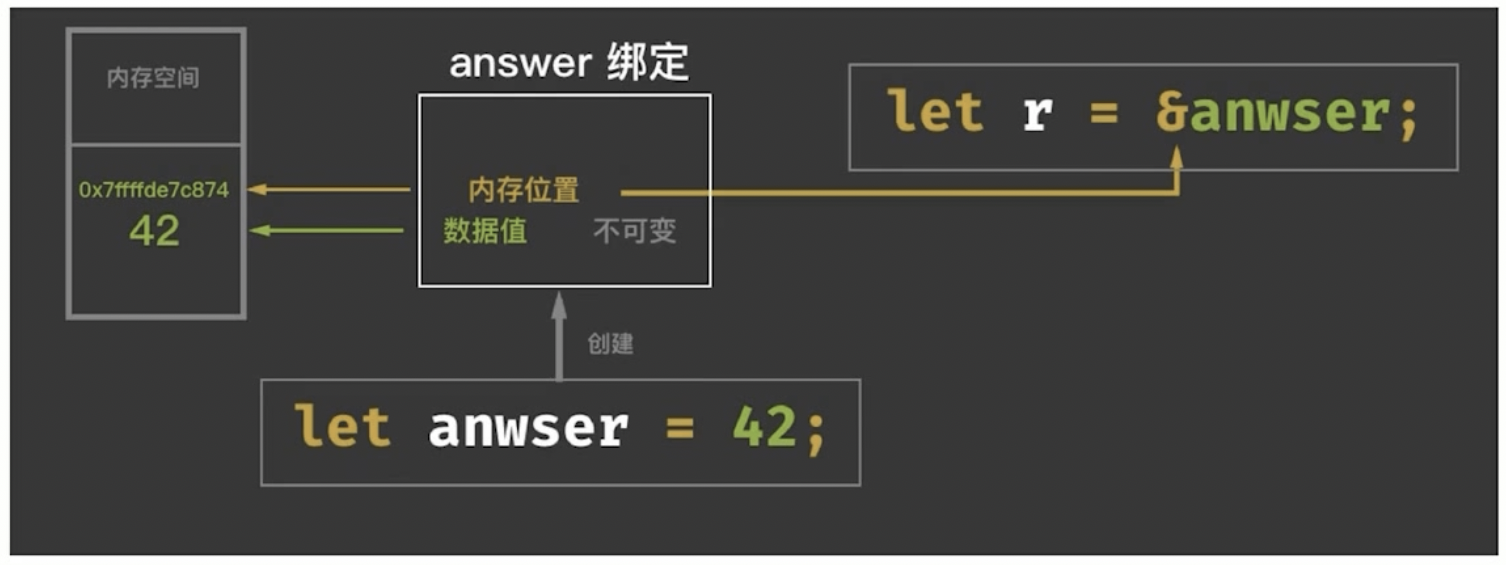 内存空间
0x7ffffde7c874
42
answer 绑定
内存位置
数据值 不可变
let r = &anwser;
创建
let anwser = 42;